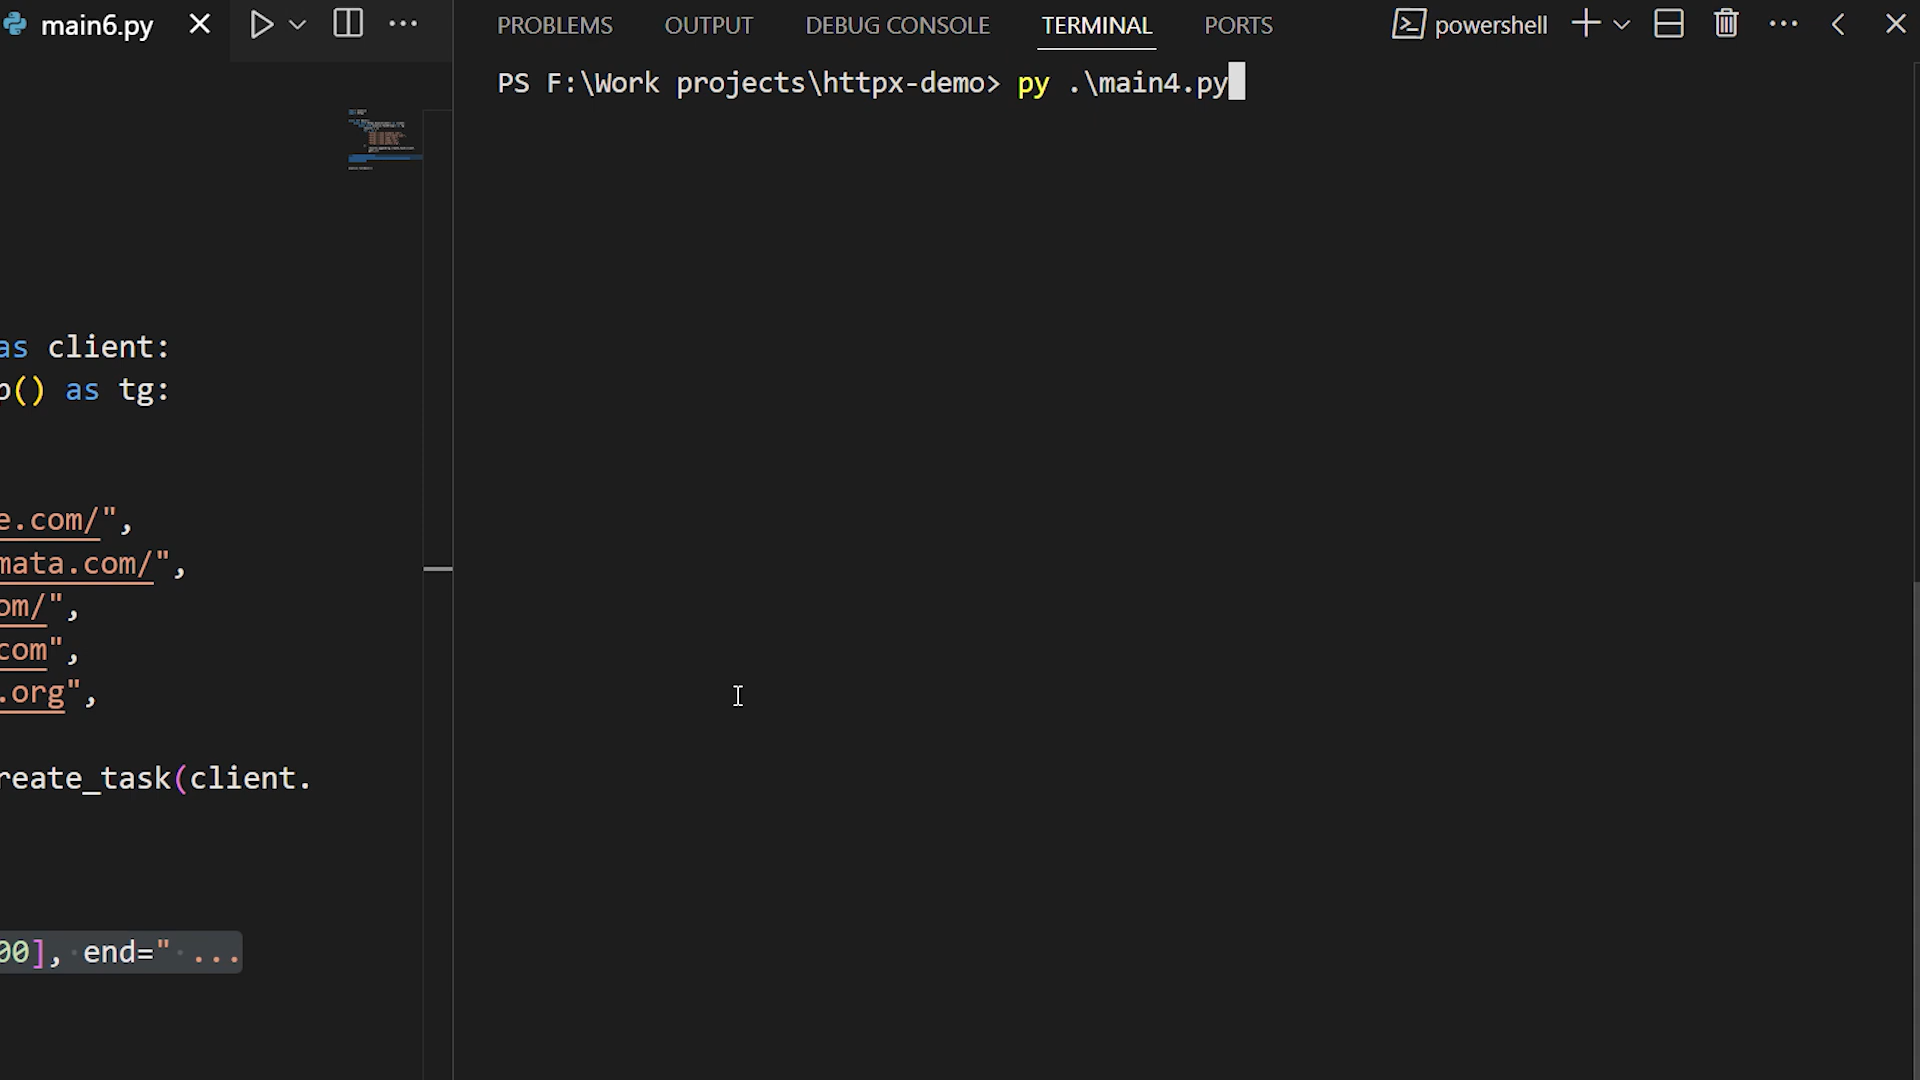 main6.py
PROBLEMS OUTPUT DEBUG CONSOLE TERMINAL PORTS
powershell
PS F:\Work projects\httpx-demo> py .\main4.py
as client:
() as tg:
e.com/",
mata.com/",
om/",
com",
.org",
reate_task(client.
00], end=" ...